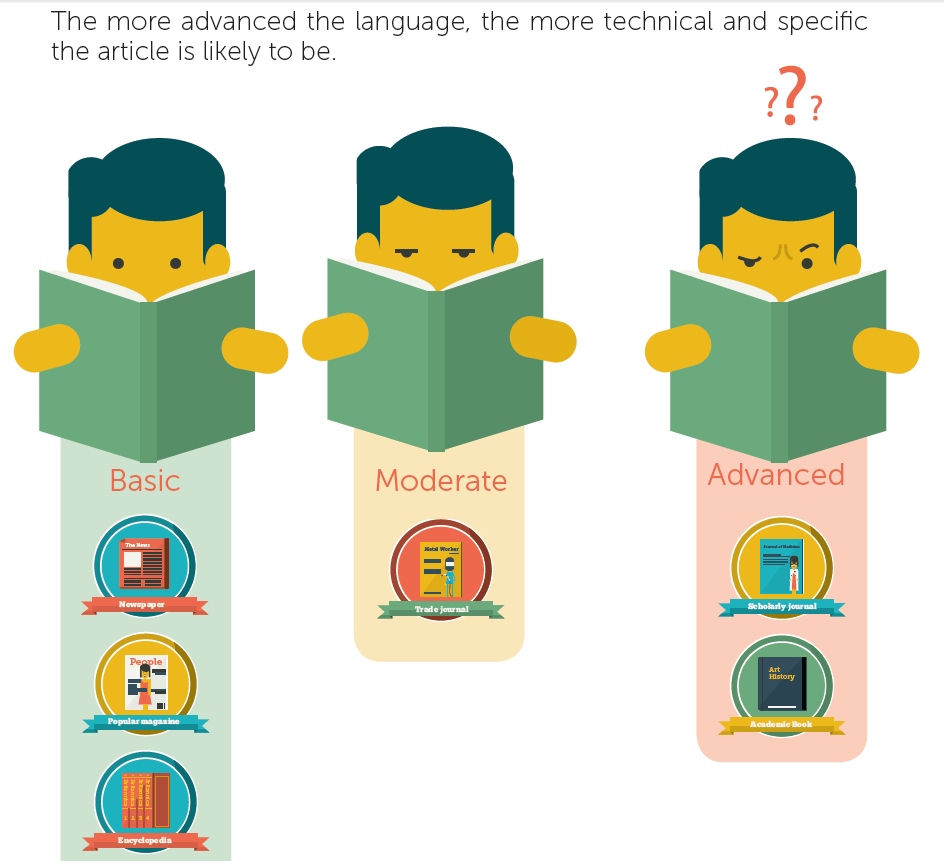 The more advanced the language, the more technical and specific
the article is likely to be.
? ? ?
Basic
Moderate
Advanced
The News
Newspaper
People
Popular magazine
Encyclopedia
Metal Worker
Trade journal
Journal of Medicine
Scholarly journal
Art
History
Academic Book